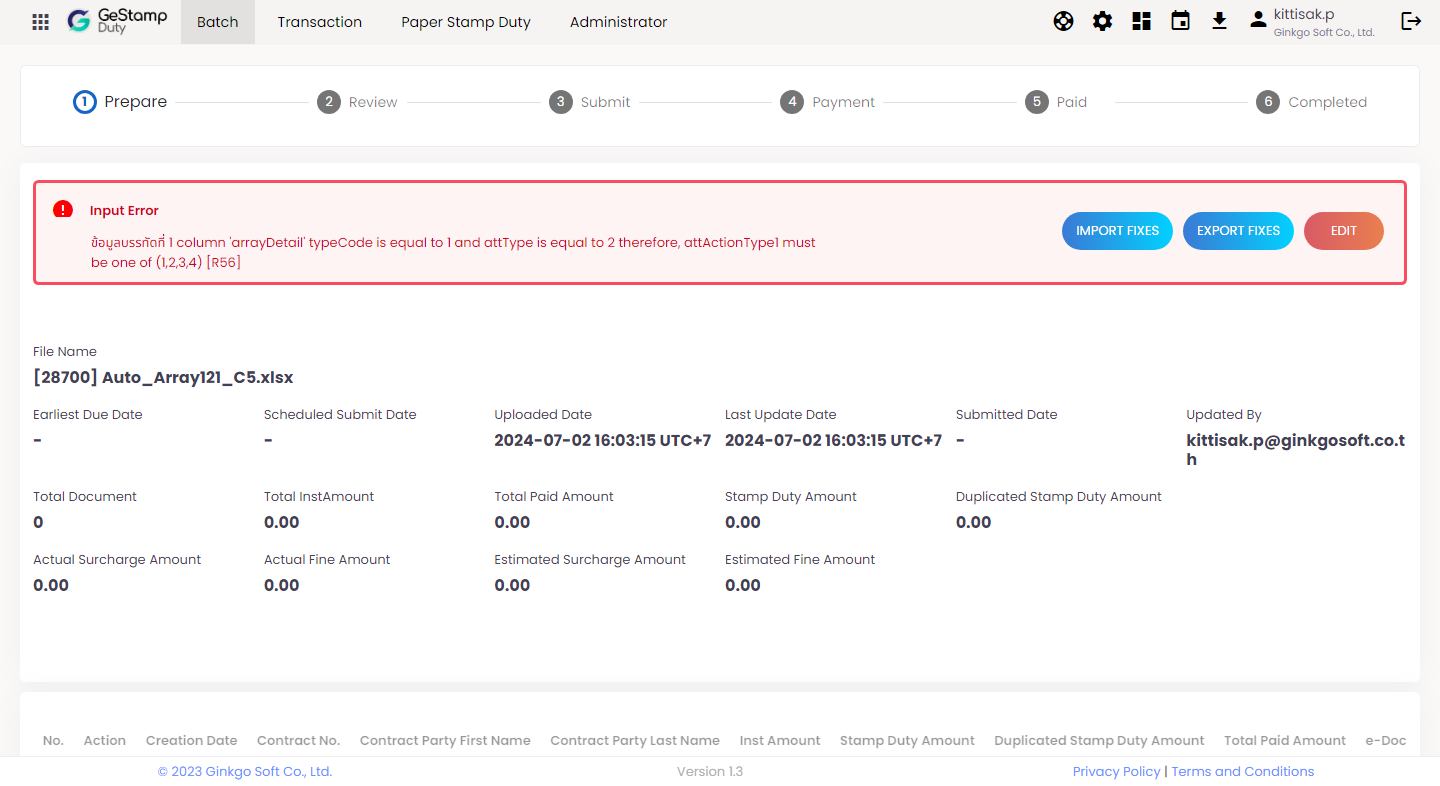 GeStamp
Duty
Batch
Transaction
Paper Stamp Duty
Administrator
kittisak.p
Ginkgo Soft Co., Ltd.
1 Prepare
2 Review
3 Submit
4 Payment
5 Paid
6 Completed
Input Error
ข้อมูลบรรทัดที่ 1 column 'arrayDetail' typeCode is equal to 1 and attType is equal to 2 therefore, attActionType1 must
be one of (1,2,3,4) [R56]
IMPORT FIXES
EXPORT FIXES
EDIT
File Name
[28700] Auto_Array121_C5.xlsx
Earliest Due Date
-
Scheduled Submit Date
-
Uploaded Date
2024-07-02 16:03:15 UTC+7
Last Update Date
2024-07-02 16:03:15 UTC+7
Submitted Date
-
Updated By
kittisak.p@ginkgosoft.co.t
h
Total Document
0
Total InstAmount
0.00
Total Paid Amount
0.00
Stamp Duty Amount
0.00
Duplicated Stamp Duty Amount
0.00
Actual Surcharge Amount
0.00
Actual Fine Amount
0.00
Estimated Surcharge Amount
0.00
Estimated Fine Amount
0.00
No. Action Creation Date Contract No. Contract Party First Name Contract Party Last Name Inst Amount Stamp Duty Amount Duplicated Stamp Duty Amount Total Paid Amount e-Doc
© 2023 Ginkgo Soft Co., Ltd.
Version 1.3
Privacy Policy | Terms and Conditions